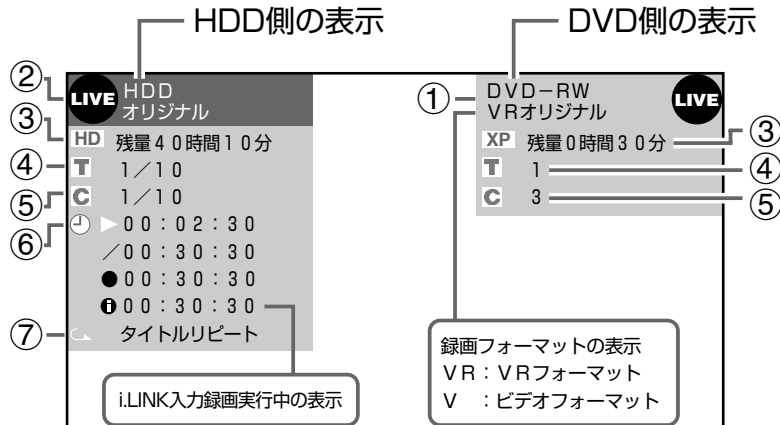 HDD側の表示
DVD側の表示
②
LIVE
HDD
オリジナル
③
HD
残量40時間10分
④
T
1/10
⑤
C
1/10
⑥
▶00:02:30
/00:30:30
●00:30:30
i 00:30:30
⑦
タイトルリピート
i.LINK入力録画実行中の表示
①
DVD-RW
VRオリジナル
LIVE
XP
残量0時間30分
③
T
1
④
C
3
⑤
録画フォーマットの表示
VR:VRフォーマット
V :ビデオフォーマット